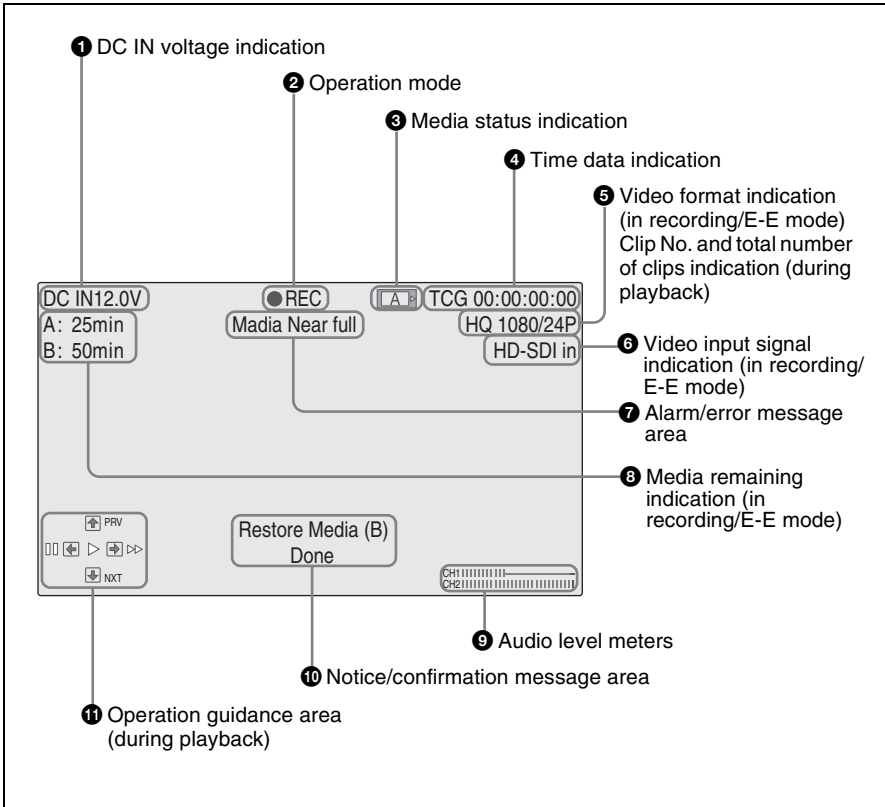 ❶ DC IN voltage indication
❷ Operation mode
❸ Media status indication
❹ Time data indication
❺ Video format indication
(in recording/E-E mode)
Clip No. and total number
of clips indication (during
playback)
DC IN12.0V
●REC
A
TCG 00:00:00:00
A: 25min
Madia Near full
HQ 1080/24P
B: 50min
HD-SDI in
❻ Video input signal
indication (in recording/
E-E mode)
❼ Alarm/error message
area
❽ Media remaining
indication (in
recording/E-E mode)
PRV
NXT
Restore Media (B)
Done
CH1
CH2
❾ Audio level meters
❿ Notice/confirmation message area
⓫ Operation guidance area
(during playback)